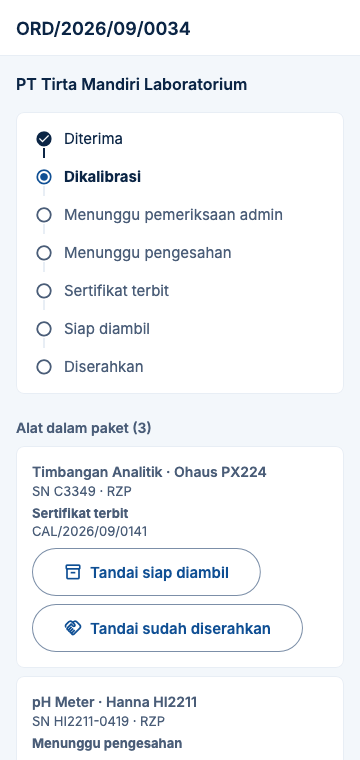 ORD/2026/09/0034
PT Tirta Mandiri Laboratorium
Diterima
Dikalibrasi
Menunggu pemeriksaan admin
Menunggu pengesahan
Sertifikat terbit
Siap diambil
Diserahkan
Alat dalam paket (3)
Timbangan Analitik · Ohaus PX224
SN C3349 · RZP
Sertifikat terbit
CAL/2026/09/0141
Tandai siap diambil
Tandai sudah diserahkan
pH Meter · Hanna HI2211
SN HI2211-0419 · RZP
Menunggu pengesahan